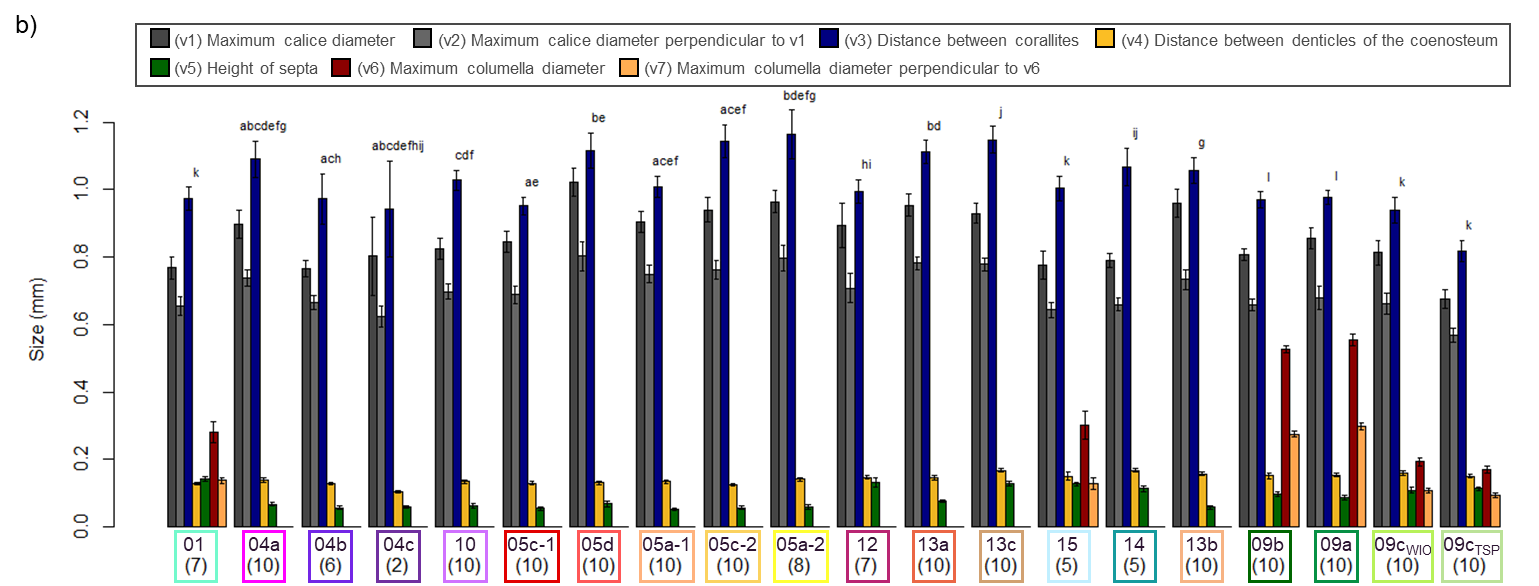 b)
(v1) Maximum calice diameter (v2) Maximum calice diameter perpendicular to v1 (v3) Distance between corallites (v4) Distance between denticles of the coenosteum
(v5) Height of septa (v6) Maximum columella diameter (v7) Maximum columella diameter perpendicular to v6
Size (mm)
1.2
1.0
0.8
0.6
0.4
0.2
0.0
k abcdefg ach abcdefhij cdf ae be acef acef bdefg hi bd j k ij g l l k k
01 04a 04b 04c 10 05c-1 05d 05a-1 05c-2 05a-2 12 13a 13c 15 14 13b 09b 09a 09cWIO 09cTSP
(7) (10) (6) (2) (10) (10) (10) (10) (10) (8) (7) (10) (10) (5) (5) (10) (10) (10) (10) (10)